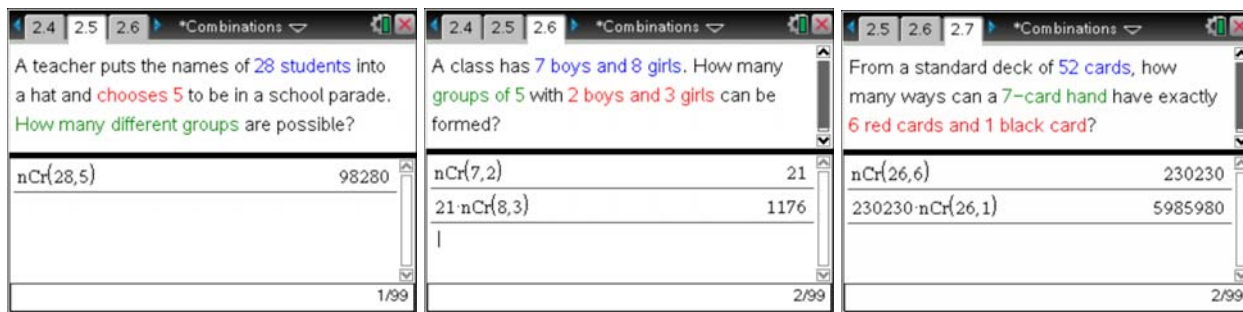 2.4 2.5 2.6 *Combinations
A teacher puts the names of 28 students into
a hat and chooses 5 to be in a school parade.
How many different groups are possible?
nCr(28,5) 98280
1/99
2.4 2.5 2.6 *Combinations
A class has 7 boys and 8 girls. How many
groups of 5 with 2 boys and 3 girls can be
formed?
nCr(7,2) 21
21·nCr(8,3) 1176
2/99
2.5 2.6 2.7 *Combinations
From a standard deck of 52 cards, how
many ways can a 7-card hand have exactly
6 red cards and 1 black card?
nCr(26,6) 230230
230230·nCr(26,1) 5985980
2/99